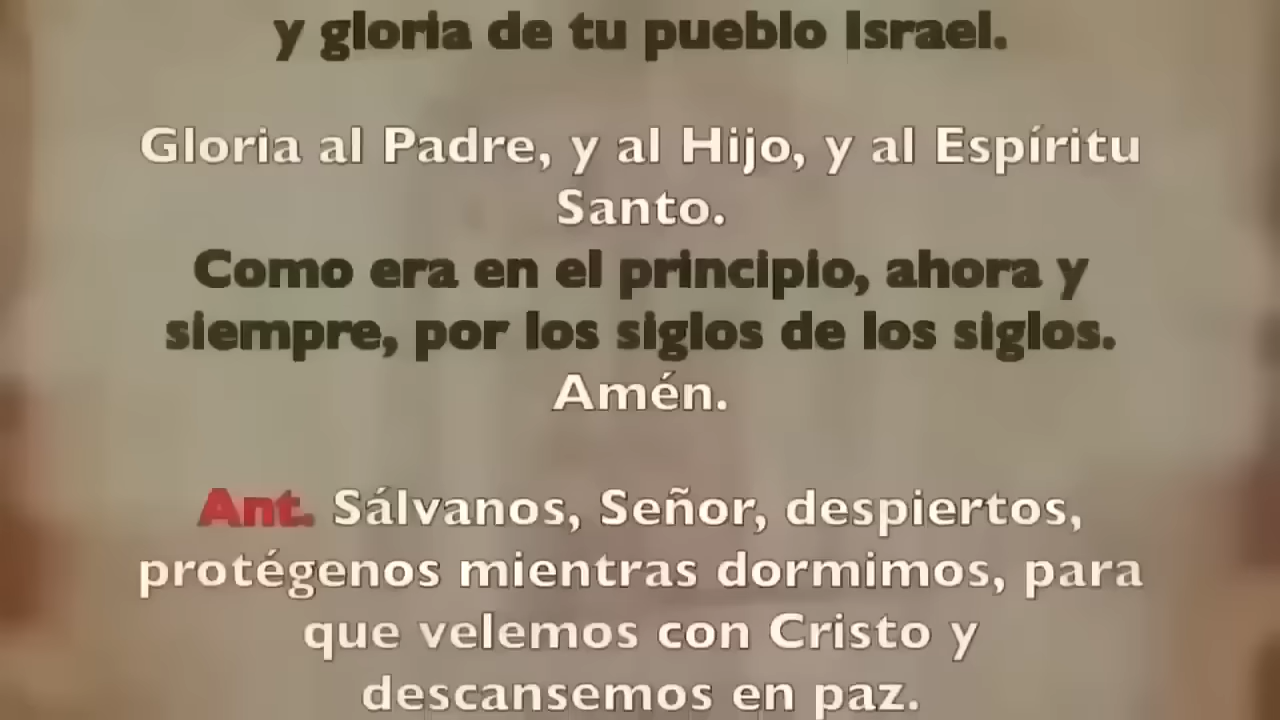 y gloria de tu pueblo Israel.
Gloria al Padre, y al Hijo, y al Espíritu
Santo.
Como era en el principio, ahora y
siempre, por los siglos de los siglos.
Amén.
Ant. Sálvanos, Señor, despiertos,
protégenos mientras dormimos, para
que velemos con Cristo y
descansemos en paz.